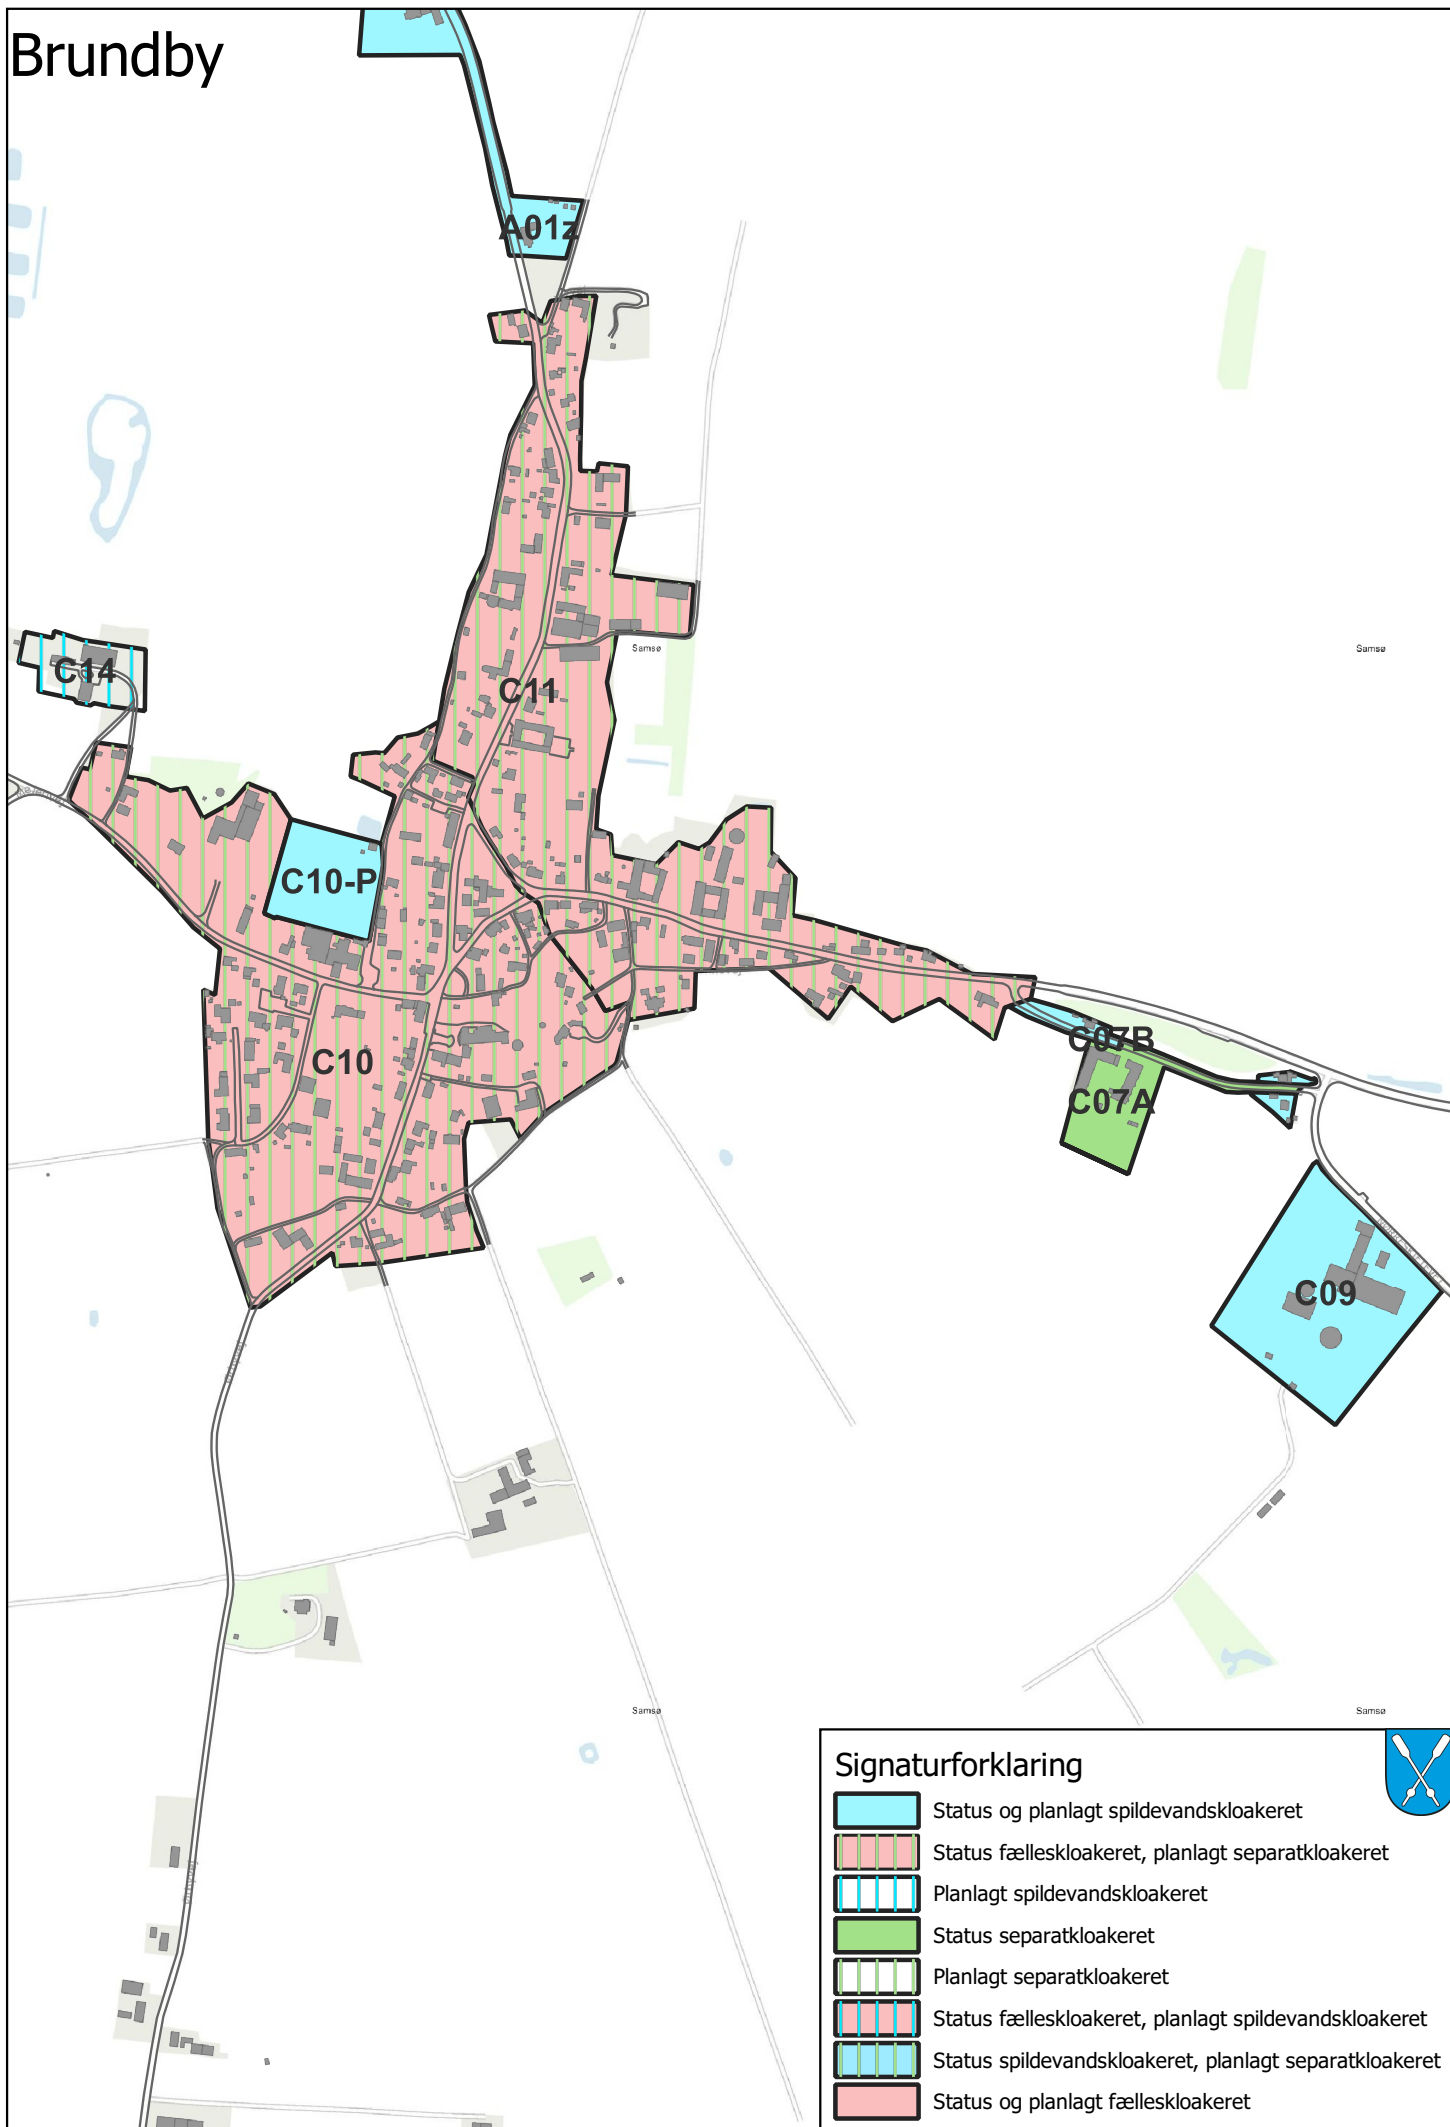 Brundby
A01z
Samsø
Samsø
C14
C11
C10-P
C07B
C10
C07A
C09
Samsø
Samsø
Signaturforklaring
Status og planlagt spildevandskloakeret
Status fælleskloakeret, planlagt separatkloakeret
Planlagt spildevandskloakeret
Status separatkloakeret
Planlagt separatkloakeret
Status fælleskloakeret, planlagt spildevandskloakeret
Status spildevandskloakeret, planlagt separatkloakeret
Status og planlagt fælleskloakeret